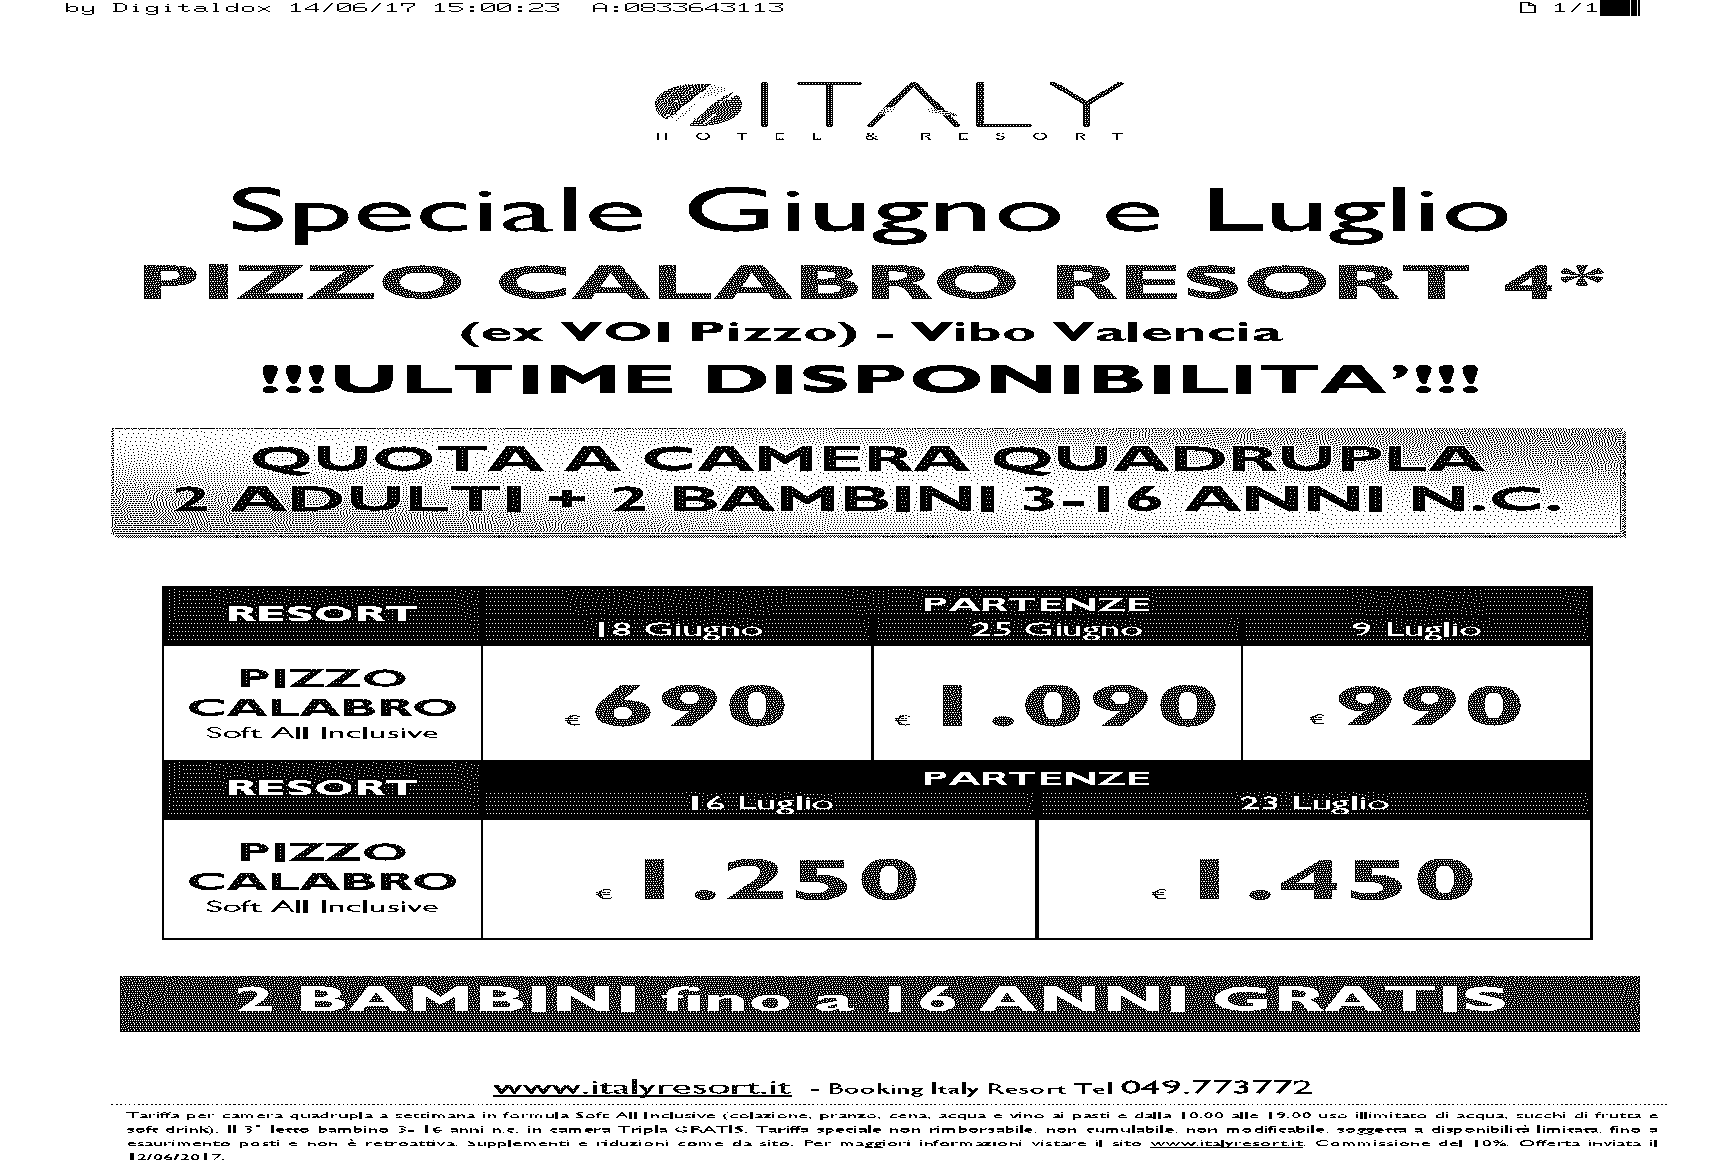 by Digitaldox 14/06/17 15:00:23 A:0833643113 1/1
ITALY
HOTEL & RESORT
Speciale Giugno e Luglio
PIZZO CALABRO RESORT 4*
(ex VOI Pizzo) - Vibo Valencia
!!!ULTIME DISPONIBILITA'!!!
QUOTA A CAMERA QUADRUPLA
2 ADULTI + 2 BAMBINI 3-16 ANNI N.C.
RESORT PARTENZE
18 Giugno 25 Giugno 9 Luglio
PIZZO
CALABRO
Soft All Inclusive
€ 690 € 1.090 € 990
RESORT PARTENZE
16 Luglio 23 Luglio
PIZZO
CALABRO
Soft All Inclusive
€ 1.250 € 1.450
2 BAMBINI fino a 16 ANNI GRATIS
www.italyresort.it - Booking Italy Resort Tel 049.773772
Tariffa per camera quadrupla a settimana in formula Soft All Inclusive (colazione, pranzo, cena, acqua e vino ai pasti e dalla 10.00 alle 19.00 uso illimitato di acqua, succhi di frutta e
soft drink). Il 3° letto bambino 3- 16 anni n.c. in camera Tripla GRATIS. Tariffa speciale non rimborsabile, non cumulabile, non modificabile, soggetta a disponibilità limitata, fino a
esaurimento posti e non è retroattiva. Supplementi e riduzioni come da sito. Per maggiori informazioni vistare il sito www.italyresort.it. Commissione del 10%. Offerta inviata il
12/06/2017.